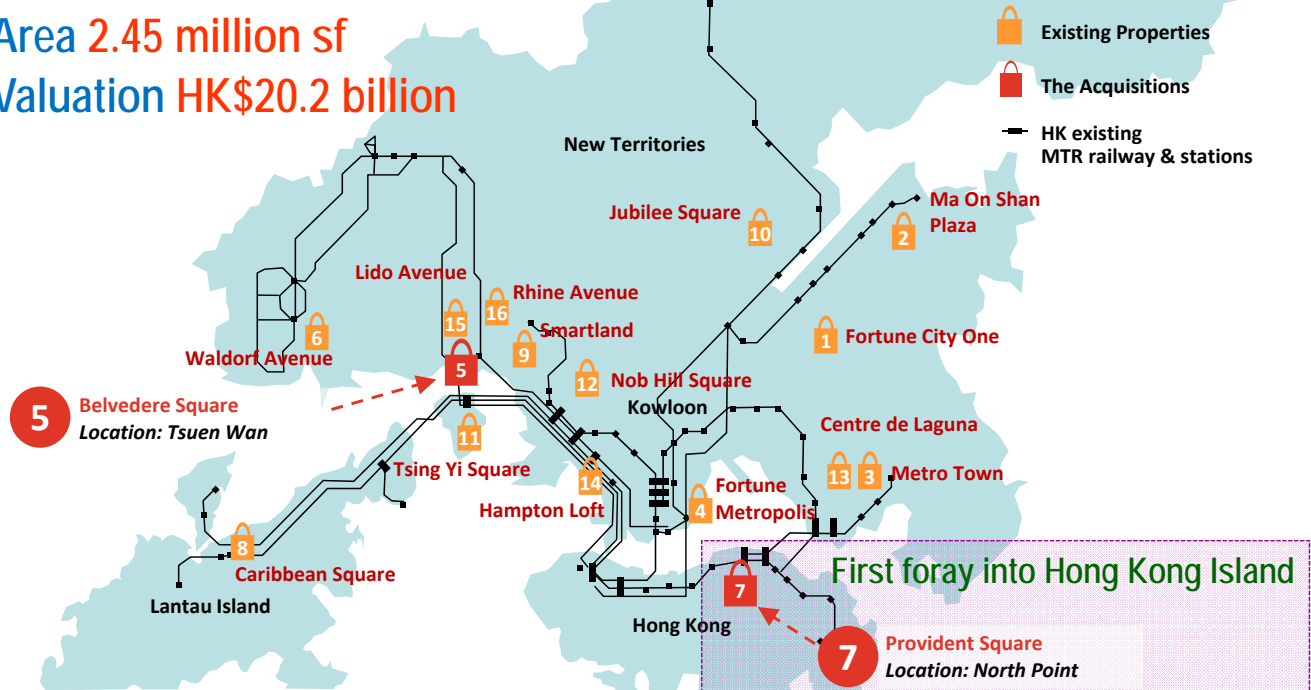 Area 2.45 million sf
Valuation HK$20.2 billion
Existing Properties
The Acquisitions
HK existing
MTR railway & stations
New Territories
Jubilee Square
10
Ma On Shan
Plaza
2
Lido Avenue
15
Rhine Avenue
16
Smartland
9
6
Waldorf Avenue
1
Fortune City One
5
12
Nob Hill Square
Kowloon
5
Belvedere Square
Location: Tsuen Wan
11
Tsing Yi Square
Centre de Laguna
13
3
Metro Town
14
Hampton Loft
4
Fortune
Metropolis
8
Caribbean Square
Lantau Island
First foray into Hong Kong Island
7
Hong Kong
7
Provident Square
Location: North Point